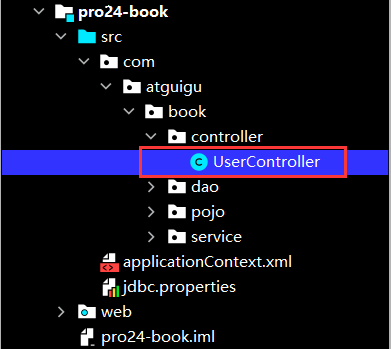 pro24-book
src
com
atguigu
book
controller
UserController
dao
pojo
service
applicationContext.xml
jdbc.properties
web
pro24-book.iml